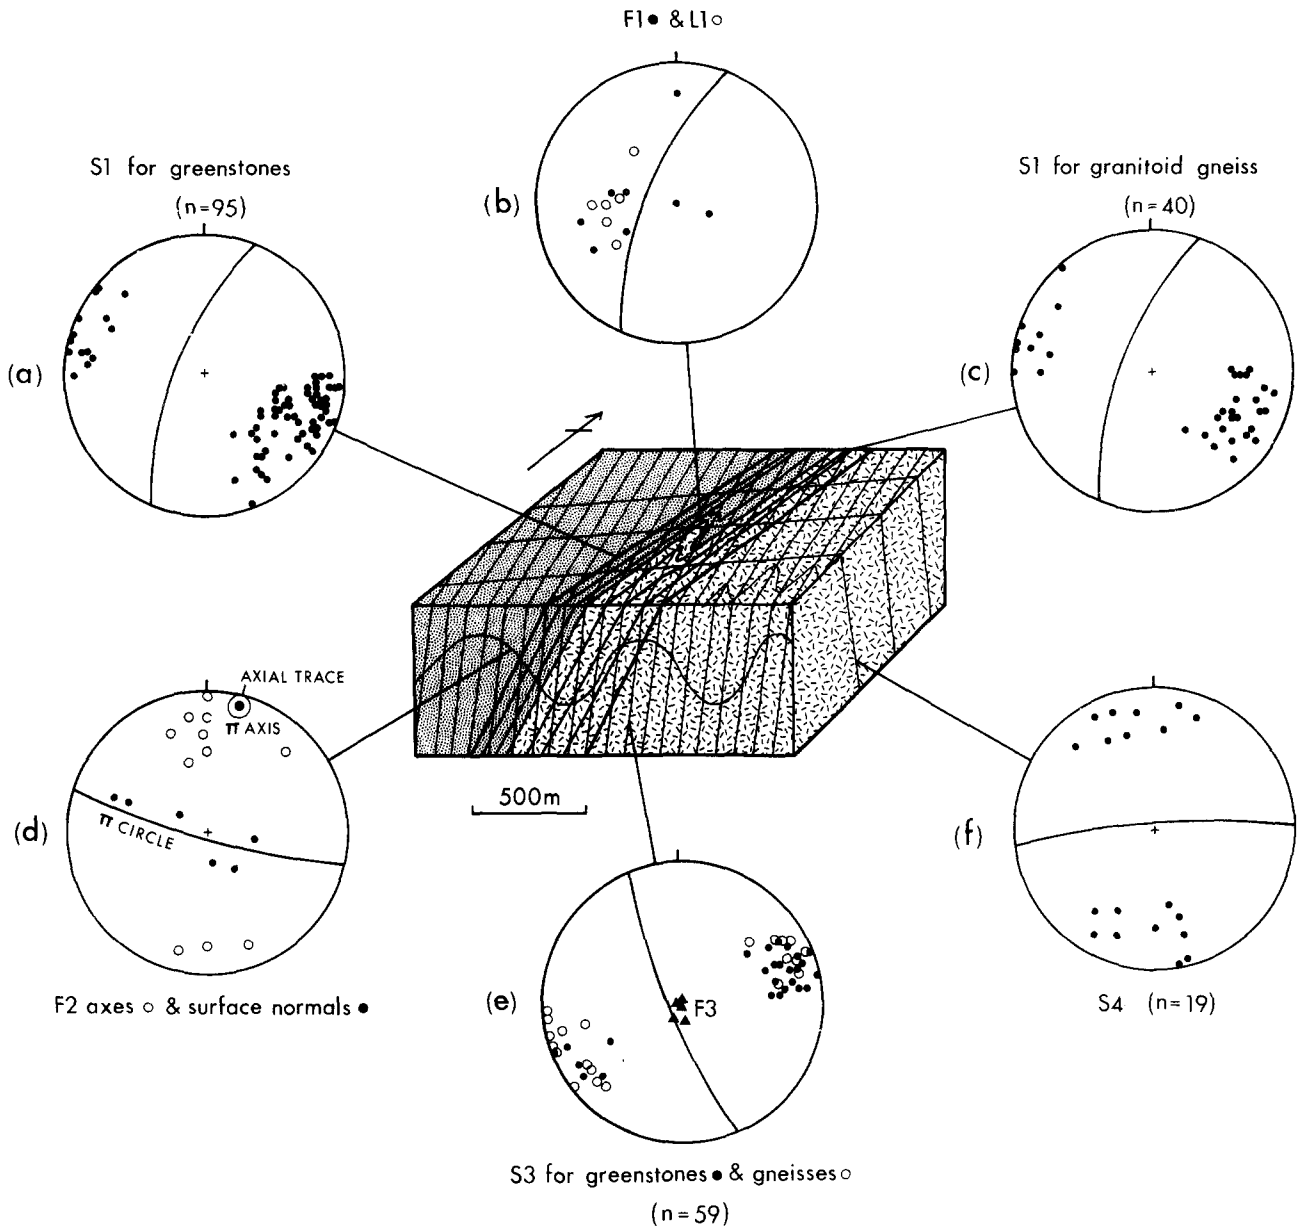 F1● & L1○
S1 for greenstones
(n=95)
S1 for granitoid gneiss
(n=40)
(b)
(a)
(c)
AXIAL TRACE
π AXIS
π CIRCLE
(d)
500m
(f)
F2 axes ○ & surface normals ●
(e)
F3
S4 (n=19)
S3 for greenstones ● & gneisses ○
(n=59)